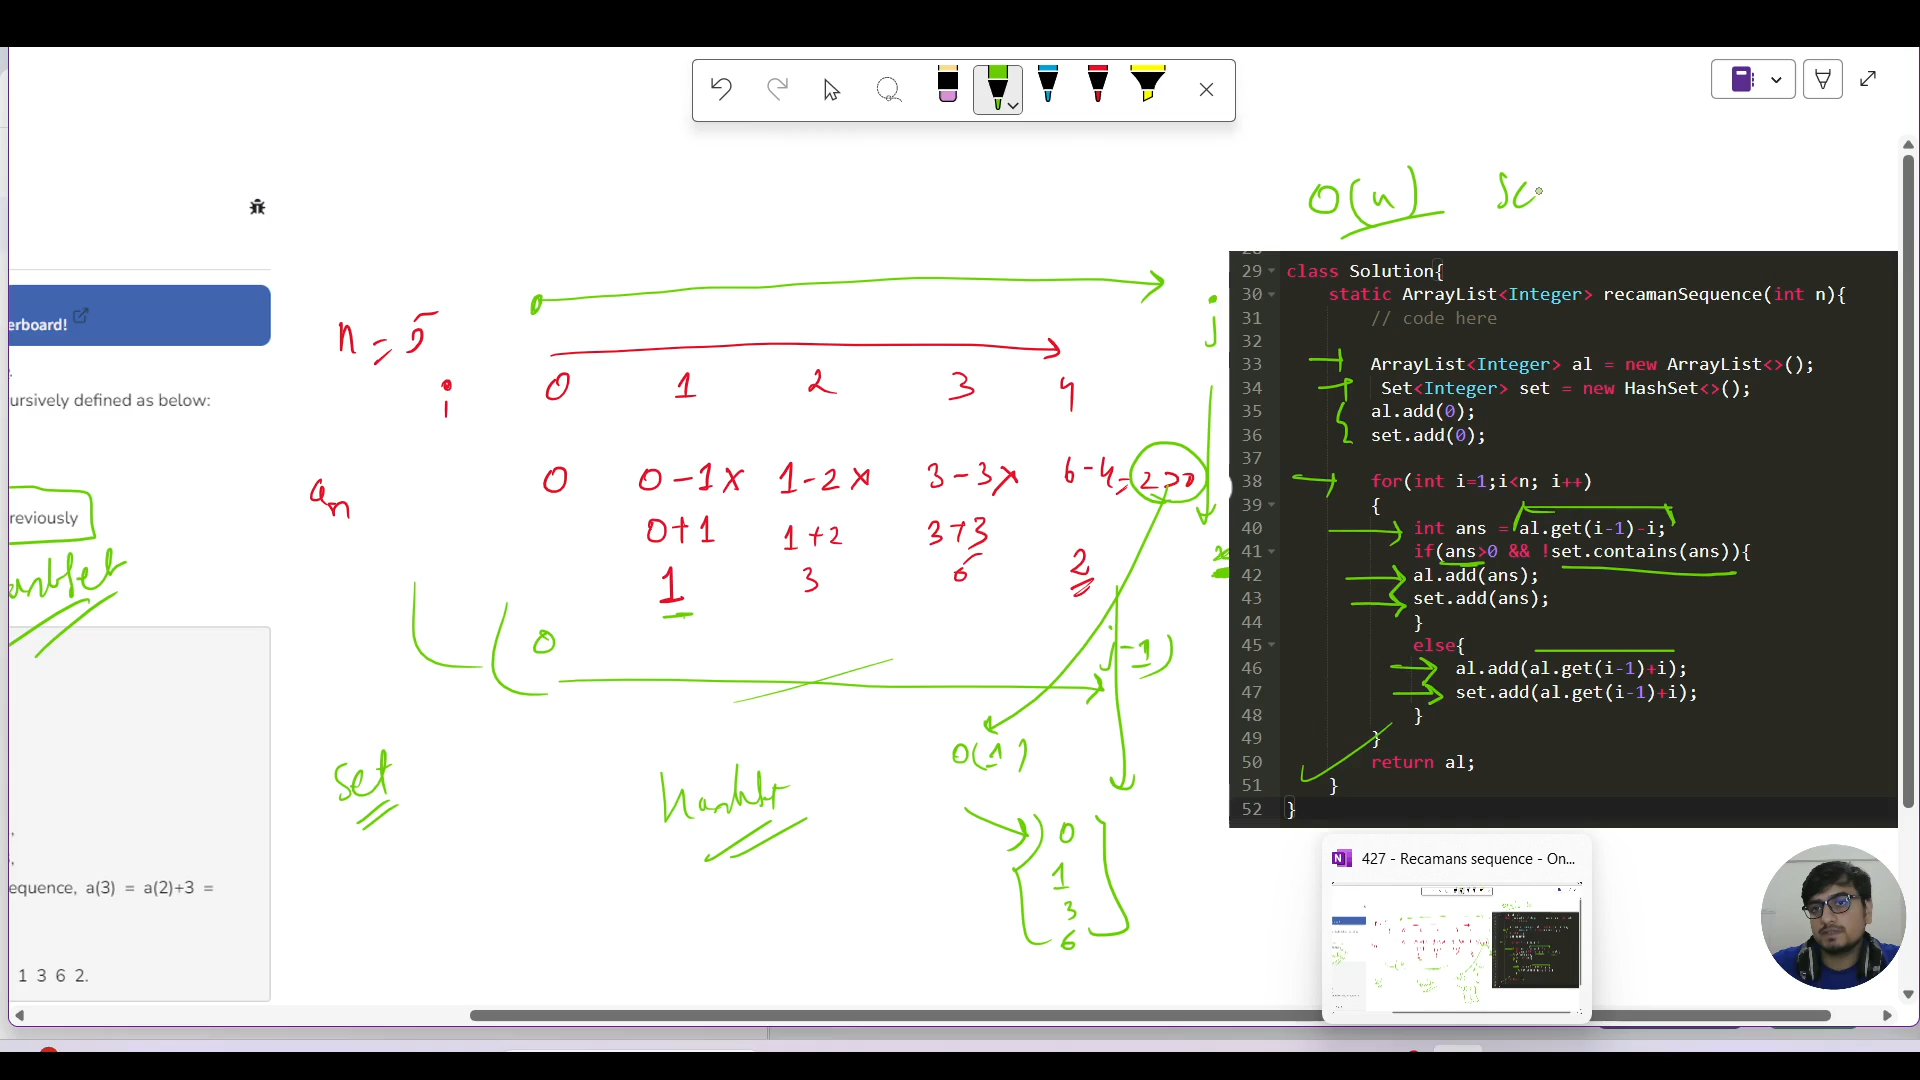 O(n) SC
erboard!
ursively defined as below:
reviously
equence, a(3) = a(2)+3 =
1 3 6 2.
n = 5
i 0 1 2 3 4
j
an 0 0-1x 1-2x 3-3x 6-4=2>0
0+1 1+2 3+3
1 3 6 2
0 j-1)
O(1)
Set Hashset
0
1
3
6
29 class Solution{
30 static ArrayList<Integer> recamanSequence(int n){
31 // code here
32
33 ArrayList<Integer> al = new ArrayList<>();
34 Set<Integer> set = new HashSet<>();
35 al.add(0);
36 set.add(0);
37
38 for(int i=1;i<n; i++)
39 {
40 int ans = al.get(i-1)-i;
41 if(ans>0 && !set.contains(ans)){
42 al.add(ans);
43 set.add(ans);
44 }
45 else{
46 al.add(al.get(i-1)+i);
47 set.add(al.get(i-1)+i);
48 }
49 }
50 return al;
51 }
52 }
N 427 - Recamans sequence - On...